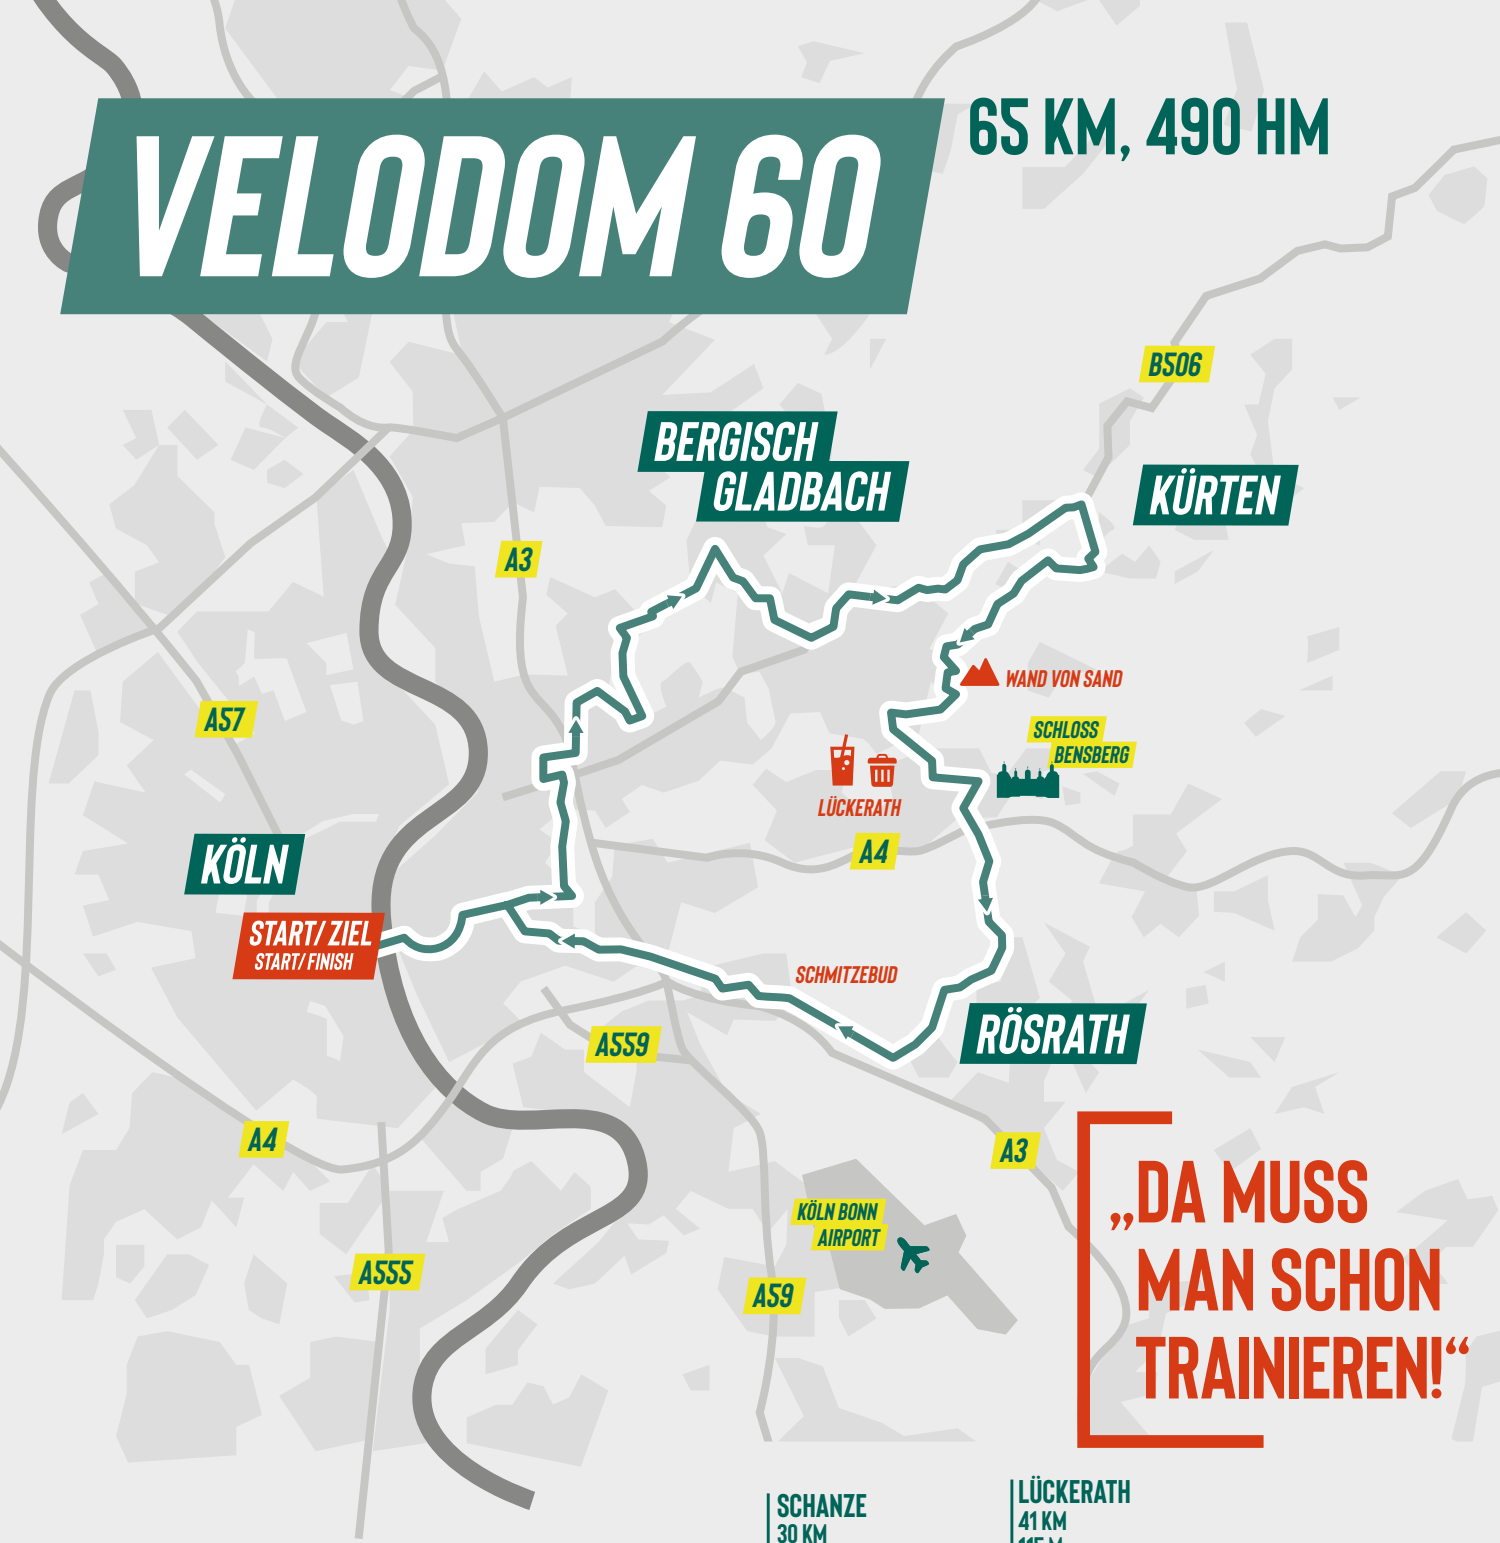 VELODOM 60
65 KM, 490 HM
B506
BERGISCH
GLADBACH
KÜRTEN
A3
WAND VON SAND
A57
SCHLOSS
BENSBERG
LÜCKERATH
KÖLN
A4
START/ ZIEL
START/ FINISH
SCHMITZEBUD
RÖSRATH
A559
A4
A3
„DA MUSS
MAN SCHON
TRAINIEREN!“
KÖLN BONN
AIRPORT
A555
A59
SCHANZE
30 KM
LÜCKERATH
41 KM